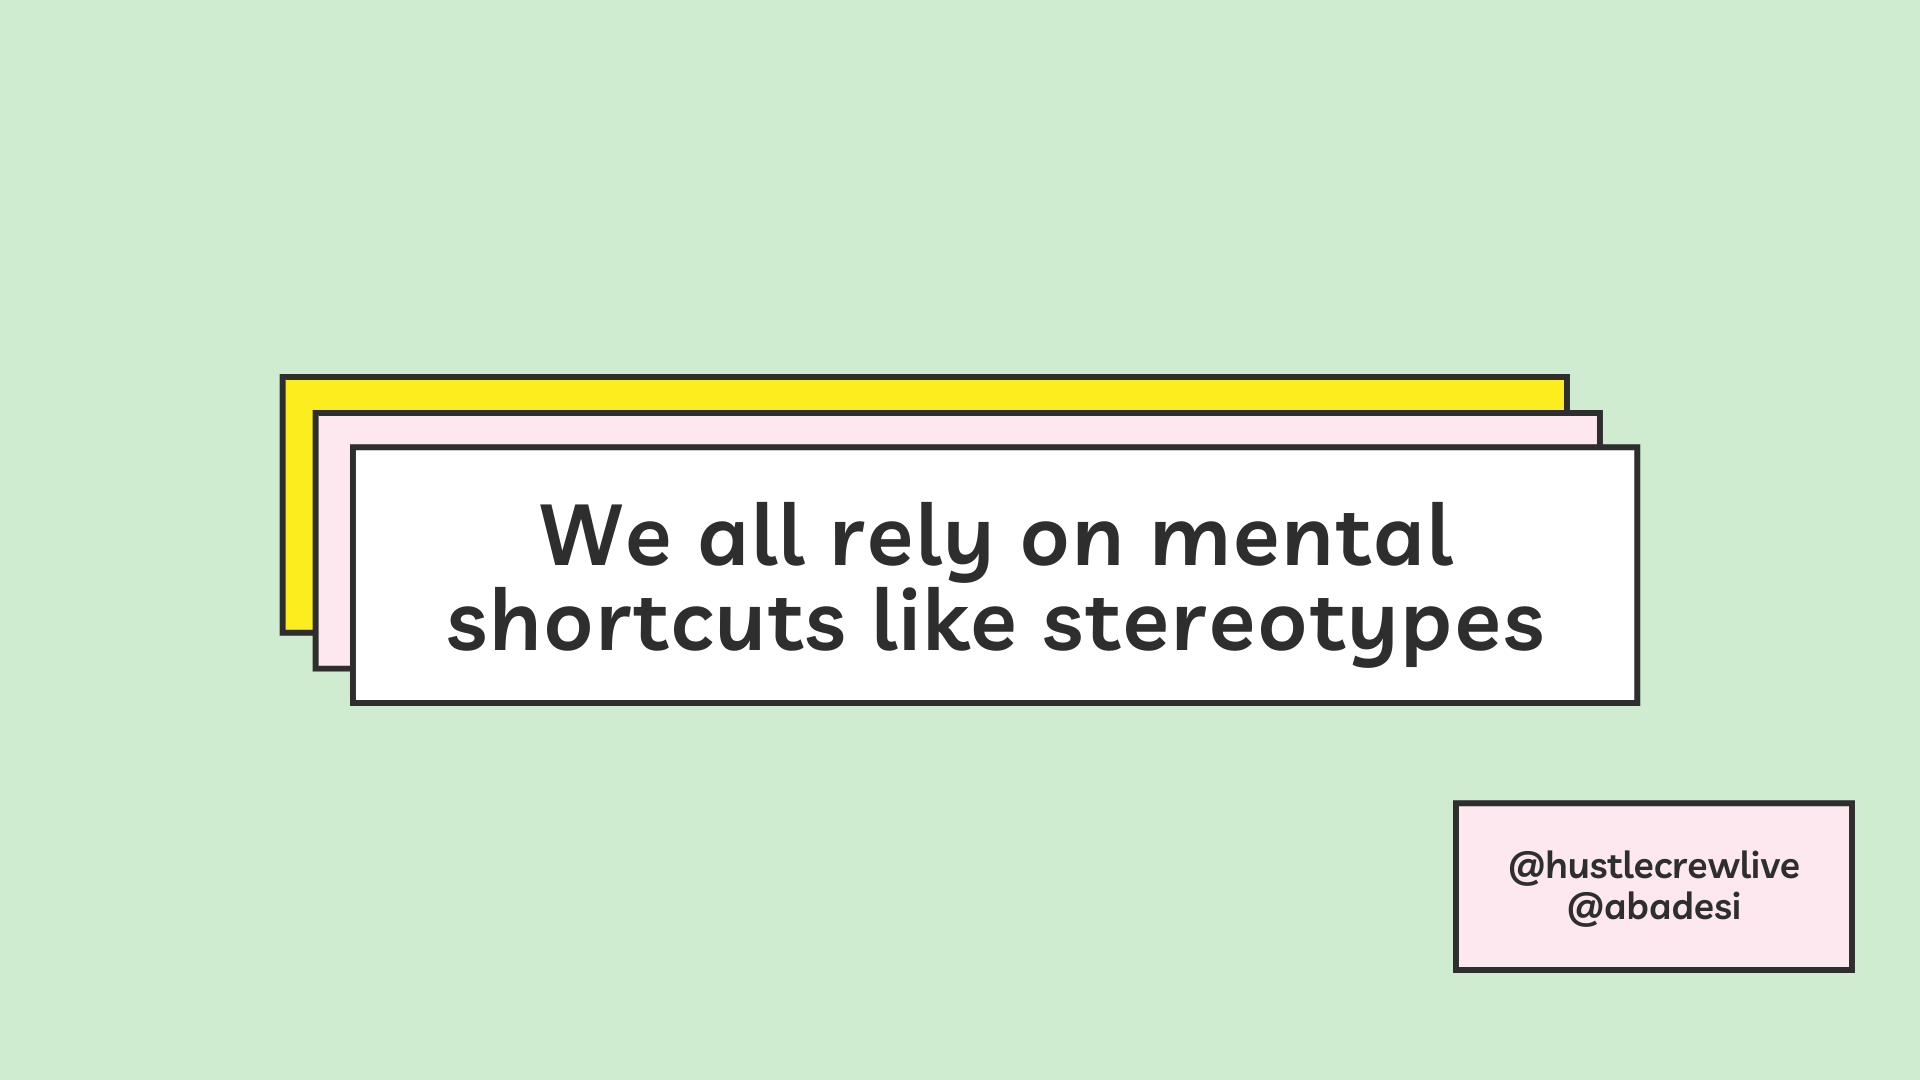 We all rely on mental
shortcuts like stereotypes
@hustlecrewlive
@abadesi